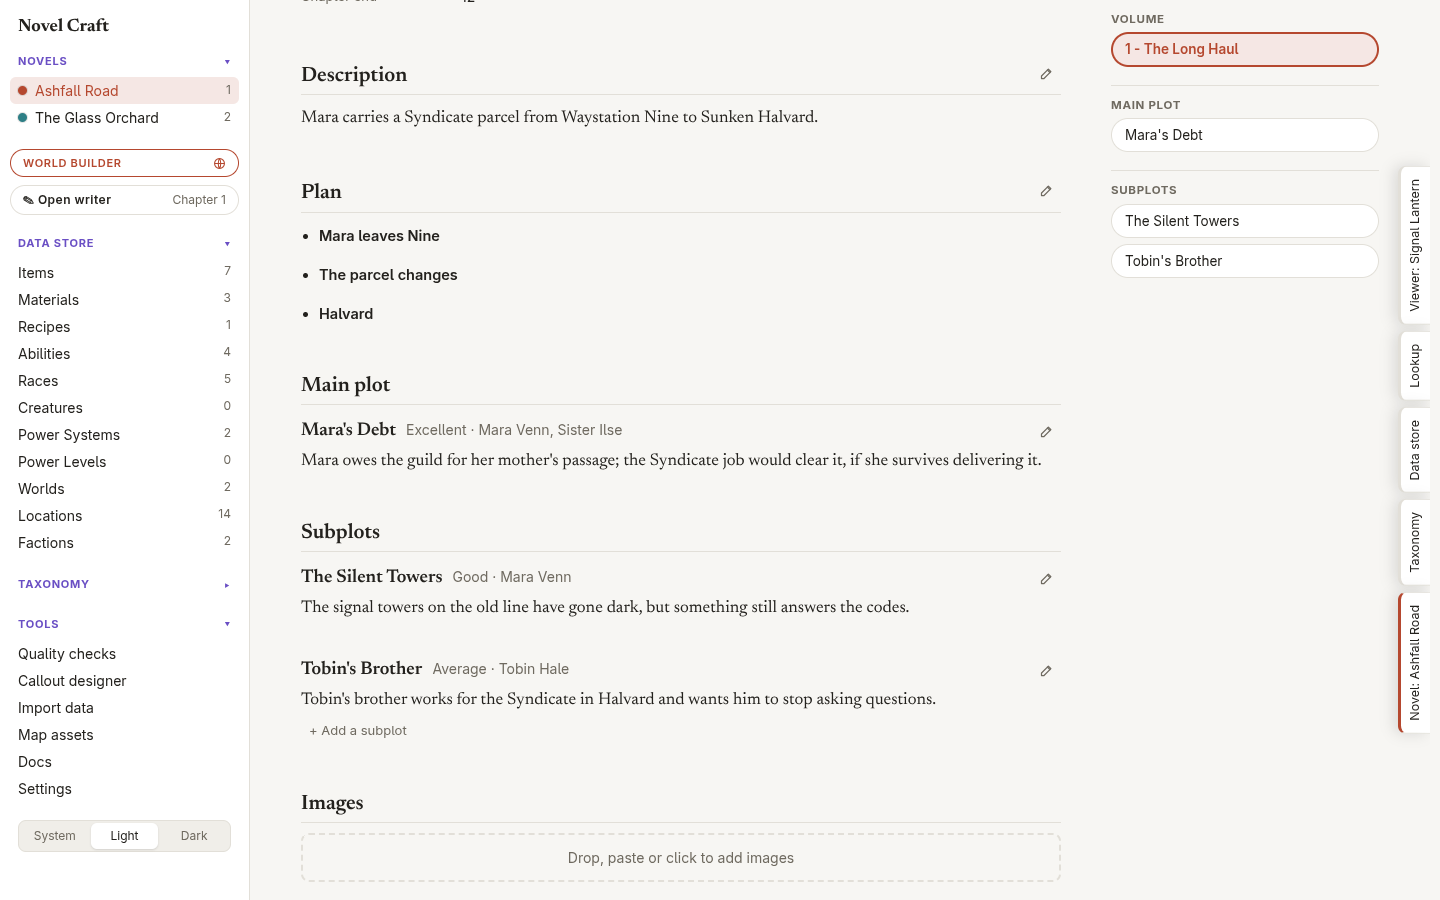 Novel Craft
NOVELS
Ashfall Road 1
The Glass Orchard 2
WORLD BUILDER
Open writer Chapter 1
DATA STORE
Items 7
Materials 3
Recipes 1
Abilities 4
Races 5
Creatures 0
Power Systems 2
Power Levels 0
Worlds 2
Locations 14
Factions 2
TAXONOMY
TOOLS
Quality checks
Callout designer
Import data
Map assets
Docs
Settings
System Light Dark
Description
Mara carries a Syndicate parcel from Waystation Nine to Sunken Halvard.
Plan
• Mara leaves Nine
• The parcel changes
• Halvard
Main plot
Mara's Debt Excellent · Mara Venn, Sister Ilse
Mara owes the guild for her mother's passage; the Syndicate job would clear it, if she survives delivering it.
Subplots
The Silent Towers Good · Mara Venn
The signal towers on the old line have gone dark, but something still answers the codes.
Tobin's Brother Average · Tobin Hale
Tobin's brother works for the Syndicate in Halvard and wants him to stop asking questions.
+ Add a subplot
Images
Drop, paste or click to add images
VOLUME
1 - The Long Haul
MAIN PLOT
Mara's Debt
SUBPLOTS
The Silent Towers
Tobin's Brother
Viewer: Signal Lantern
Lookup
Data store
Taxonomy
Novel: Ashfall Road